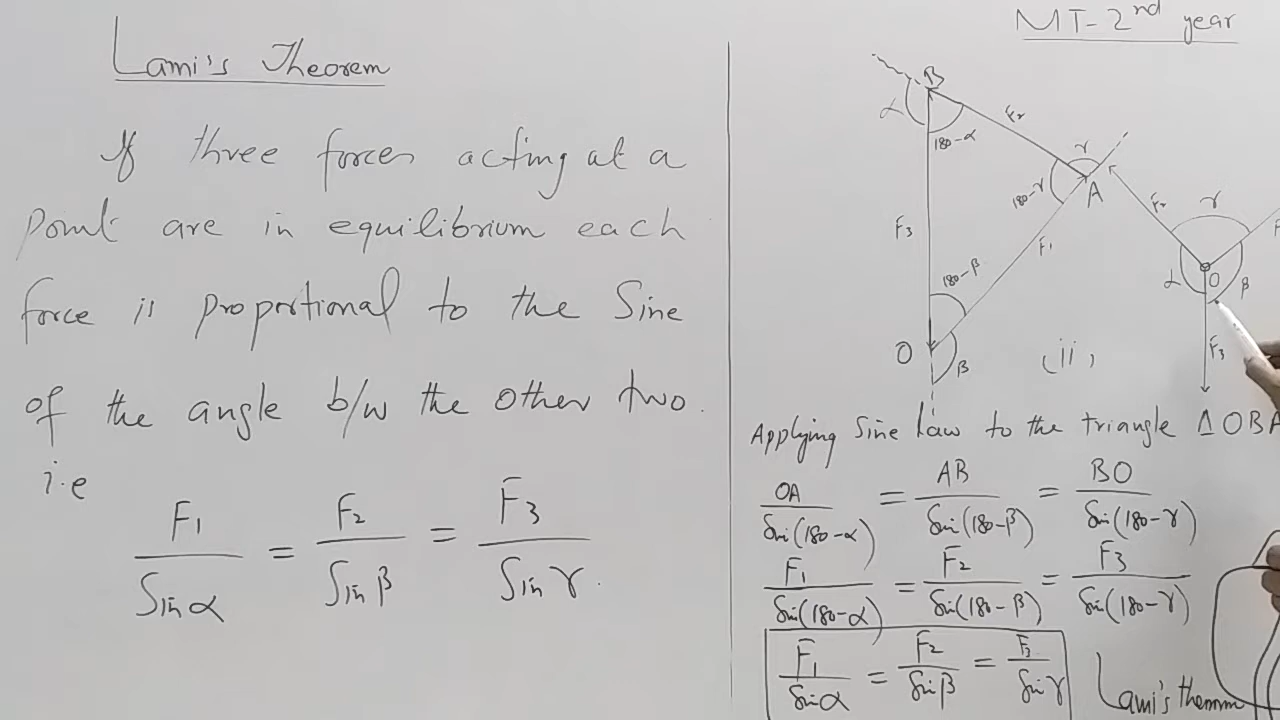 Lami's Theorem
If three forces acting at a
point are in equilibrium each
force is proportional to the Sine
of the angle b/w the other two.
i.e
F₁/Sin α = F₂/Sin β = F₃/Sin γ.
MT-2nd year
B
α
180-α
F₂
γ
180-γ
A
F₃
F₁
180-β
O
β
(ii)
F₂
γ
F
α
O
β
F₃
Applying Sine Law to the triangle ΔOBA
OA/Sin(180-α) = AB/Sin(180-β) = BO/Sin(180-γ)
F₁/Sin(180-α) = F₂/Sin(180-β) = F₃/Sin(180-γ)
F₁/Sin α = F₂/Sin β = F₃/Sin γ
Lami's